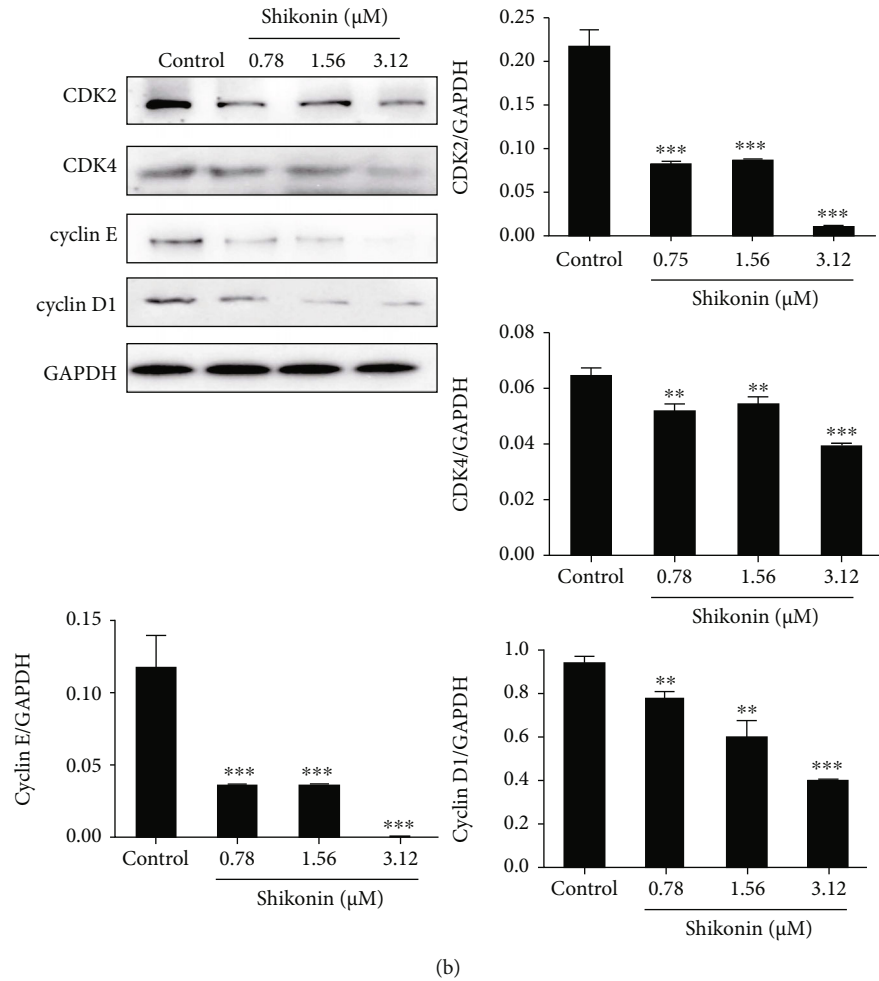 Shikonin (μM)
Control 0.78 1.56 3.12
CDK2
CDK4
cyclin E
cyclin D1
GAPDH
CDK2/GAPDH
0.25
0.20
0.15
0.10
0.05
0.00
***
***
***
Control 0.75 1.56 3.12
Shikonin (μM)
CDK4/GAPDH
0.08
0.06
0.04
0.02
0.00
**
**
***
Control 0.78 1.56 3.12
Shikonin (μM)
Cyclin E/GAPDH
0.15
0.10
0.05
0.00
***
***
***
Control 0.78 1.56 3.12
Shikonin (μM)
Cyclin D1/GAPDH
1.0
0.8
0.6
0.4
0.2
0.0
**
**
***
Control 0.78 1.56 3.12
Shikonin (μM)
(b)